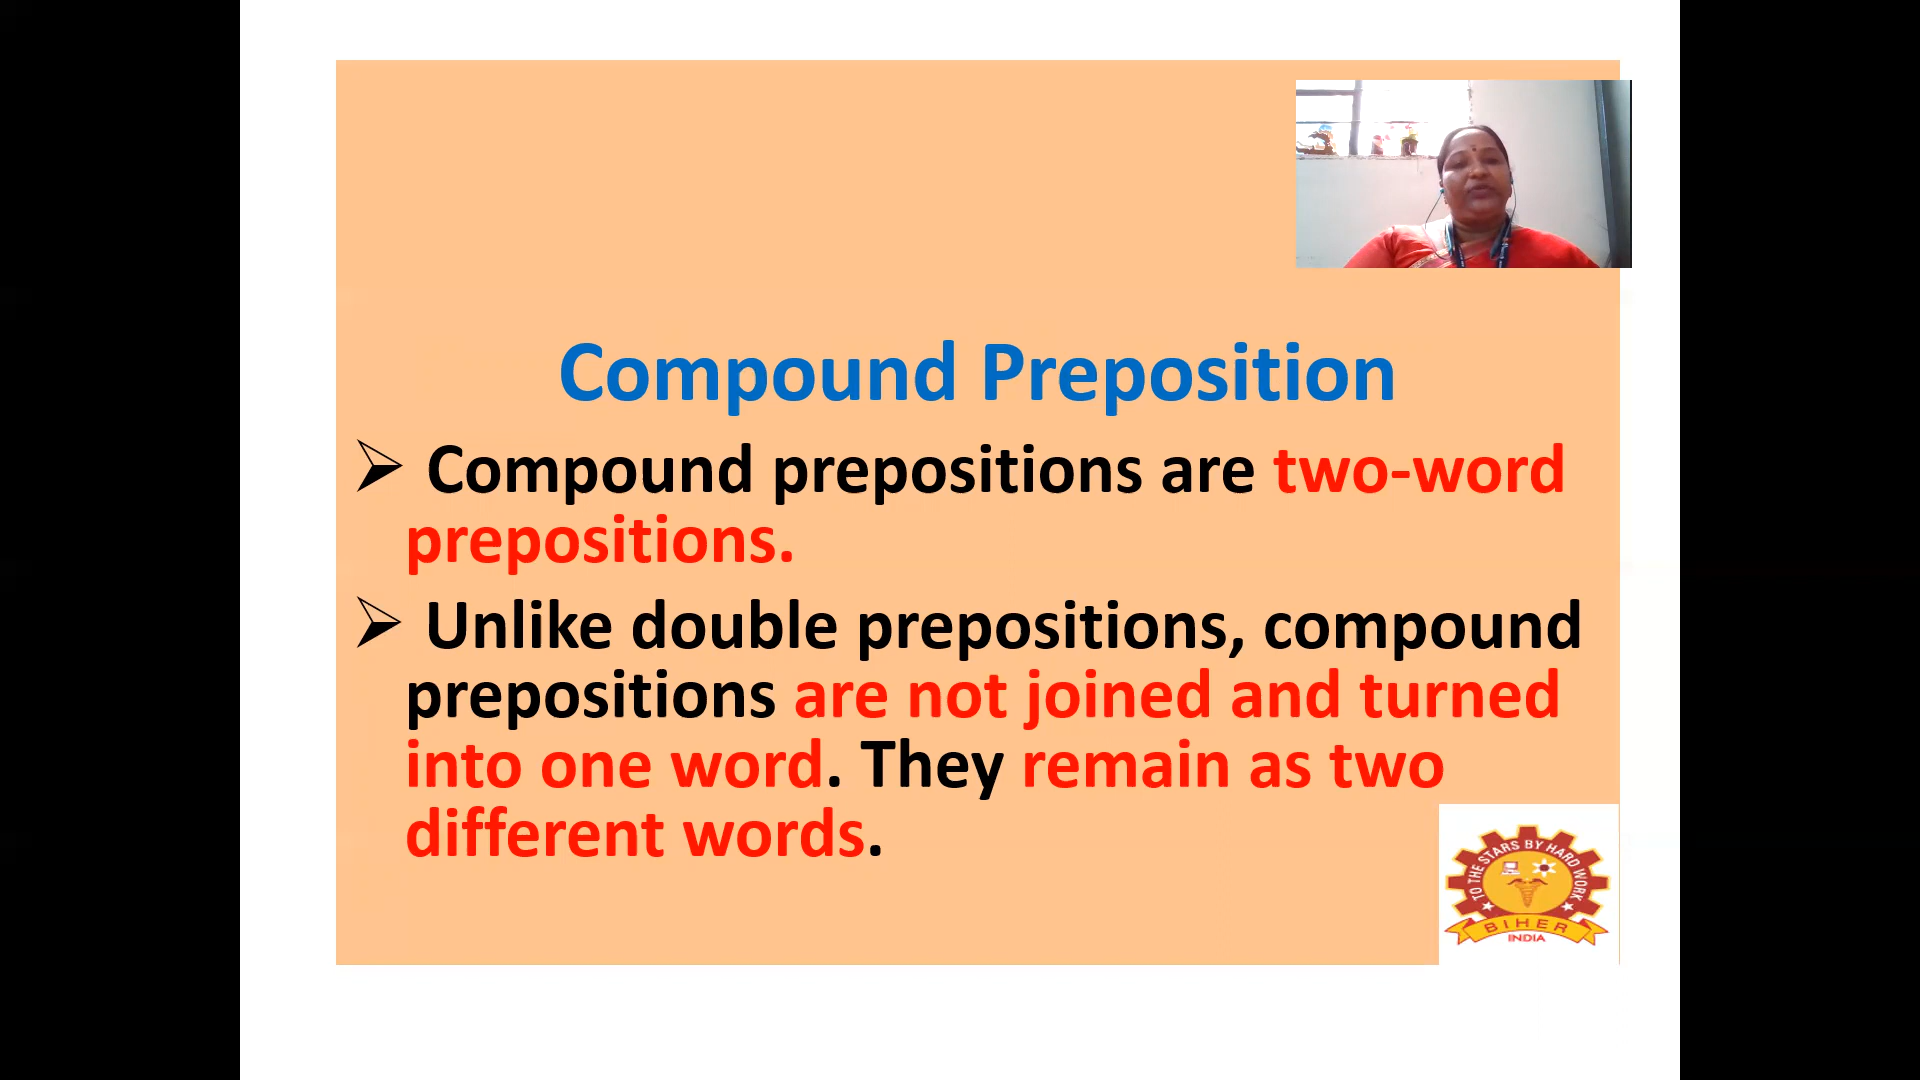 Compound Preposition
Compound prepositions are two-word
prepositions.
Unlike double prepositions, compound
prepositions are not joined and turned
into one word. They remain as two
different words.
TO THE STARS BY HARD WORK
BIHER
INDIA